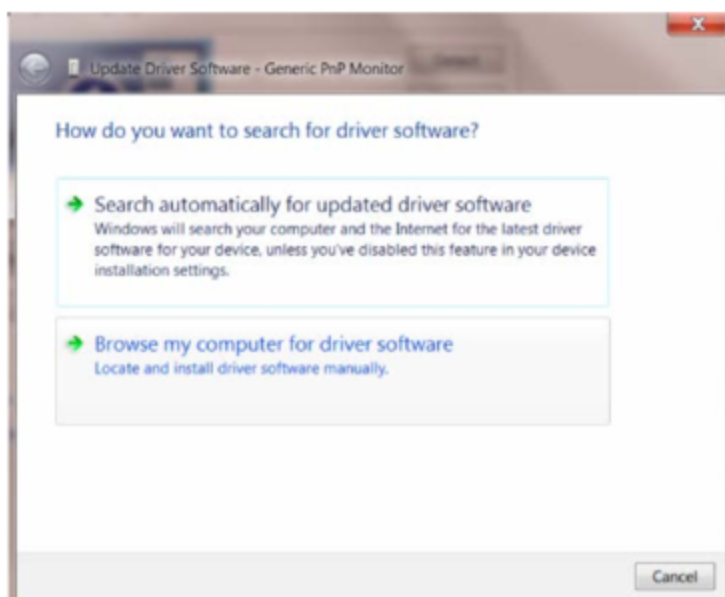 Update Driver Software - Generic PnP Monitor
How do you want to search for driver software?
Search automatically for updated driver software
Windows will search your computer and the Internet for the latest driver
software for your device, unless you've disabled this feature in your device
installation settings.
Browse my computer for driver software
Locate and install driver software manually.
Cancel